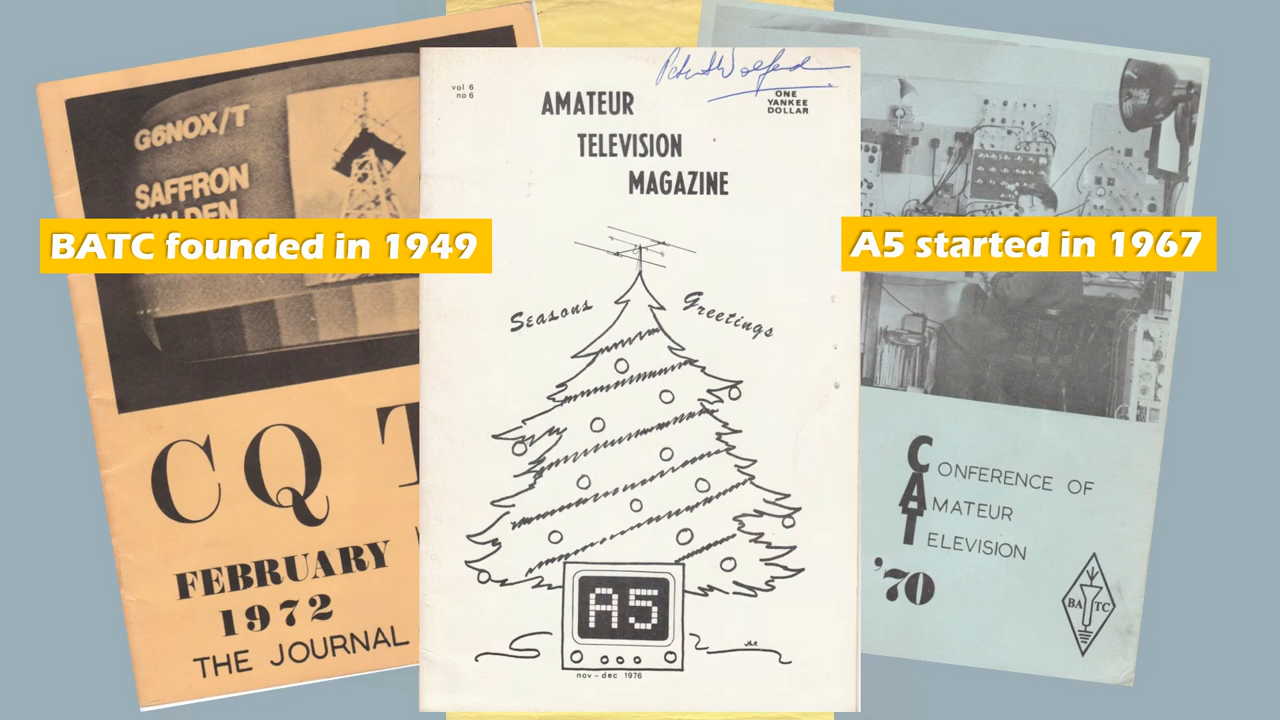 G6NOX/T
SAFFRON
WALDEN
BATC founded in 1949
CQ T
FEBRUARY
1972
THE JOURNAL
vol 6
no 6
AMATEUR
TELEVISION
MAGAZINE
ONE
YANKEE
DOLLAR
Seasons Greetings
A5
nov – dec 1976
A5 started in 1967
CONFERENCE OF
AMATEUR
TELEVISION
'70
BATC